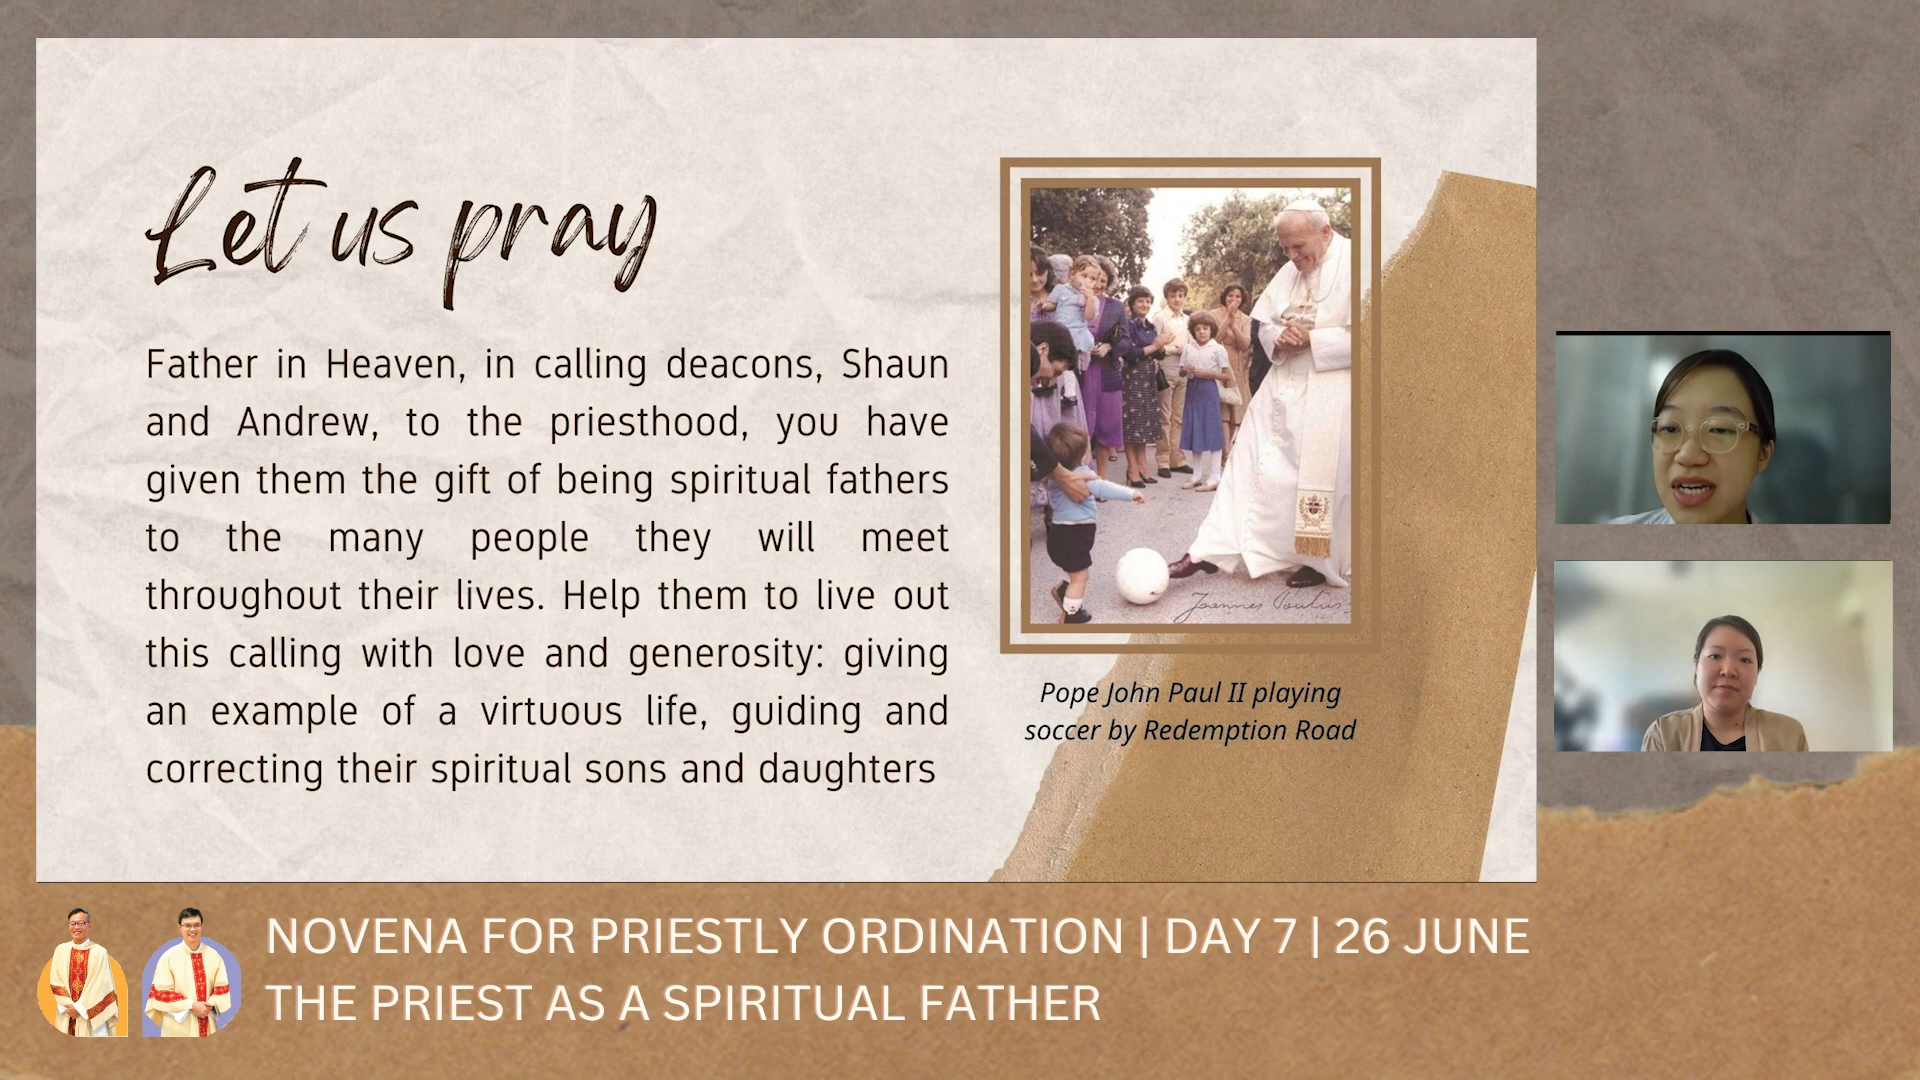 Let us pray
Father in Heaven, in calling deacons, Shaun
and Andrew, to the priesthood, you have
given them the gift of being spiritual fathers
to the many people they will meet
throughout their lives. Help them to live out
this calling with love and generosity: giving
an example of a virtuous life, guiding and
correcting their spiritual sons and daughters
Joannes Paulus
Pope John Paul II playing
soccer by Redemption Road
NOVENA FOR PRIESTLY ORDINATION | DAY 7 | 26 JUNE
THE PRIEST AS A SPIRITUAL FATHER